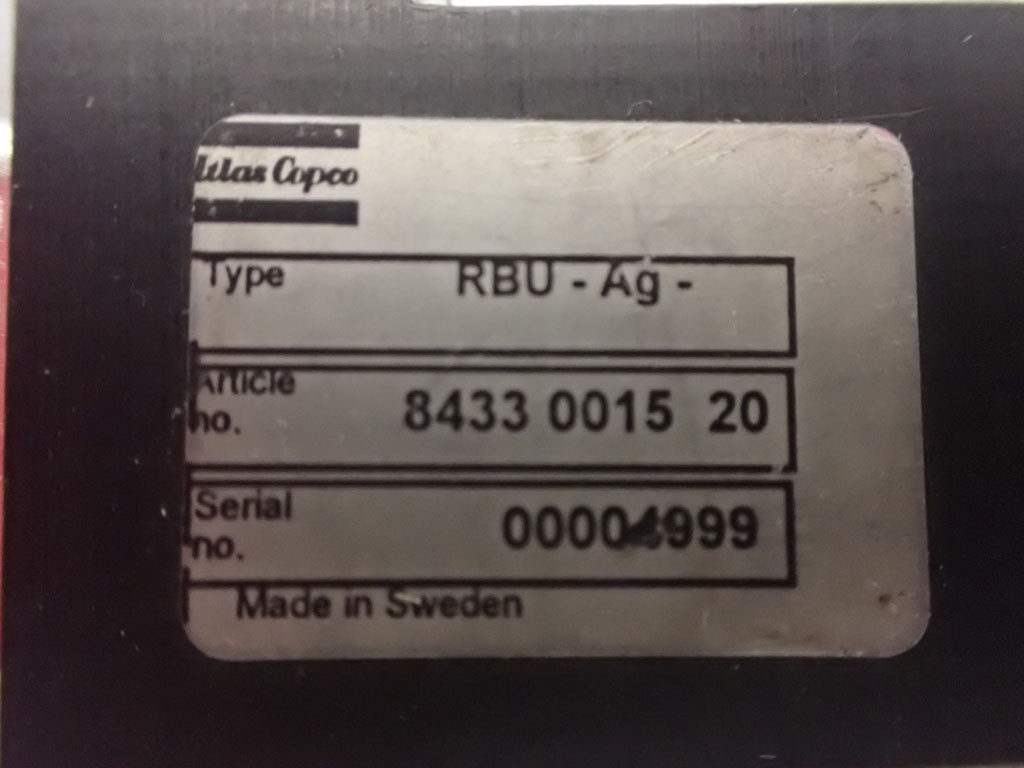 Atlas Copco
Type RBU - Ag -
Article no. 8433 0015 20
Serial no.
Made in Sweden